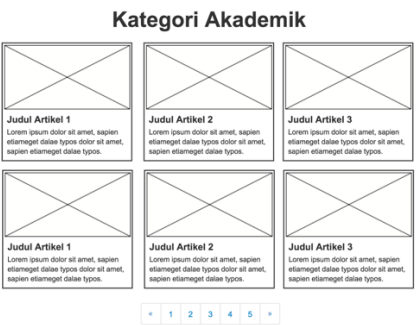 Kategori Akademik
Judul Artikel 1
Lorem ipsum dolor sit amet, sapien
etiameget dalae typos dolor sit amet,
sapien etiameget dalae typos.
Judul Artikel 2
Lorem ipsum dolor sit amet, sapien
etiameget dalae typos dolor sit amet,
sapien etiameget dalae typos.
Judul Artikel 3
Lorem ipsum dolor sit amet, sapien
etiameget dalae typos dolor sit amet,
sapien etiameget dalae typos.
Judul Artikel 1
Lorem ipsum dolor sit amet, sapien
etiameget dalae typos dolor sit amet,
sapien etiameget dalae typos.
Judul Artikel 2
Lorem ipsum dolor sit amet, sapien
etiameget dalae typos dolor sit amet,
sapien etiameget dalae typos.
Judul Artikel 3
Lorem ipsum dolor sit amet, sapien
etiameget dalae typos dolor sit amet,
sapien etiameget dalae typos.
« 1 2 3 4 5 »